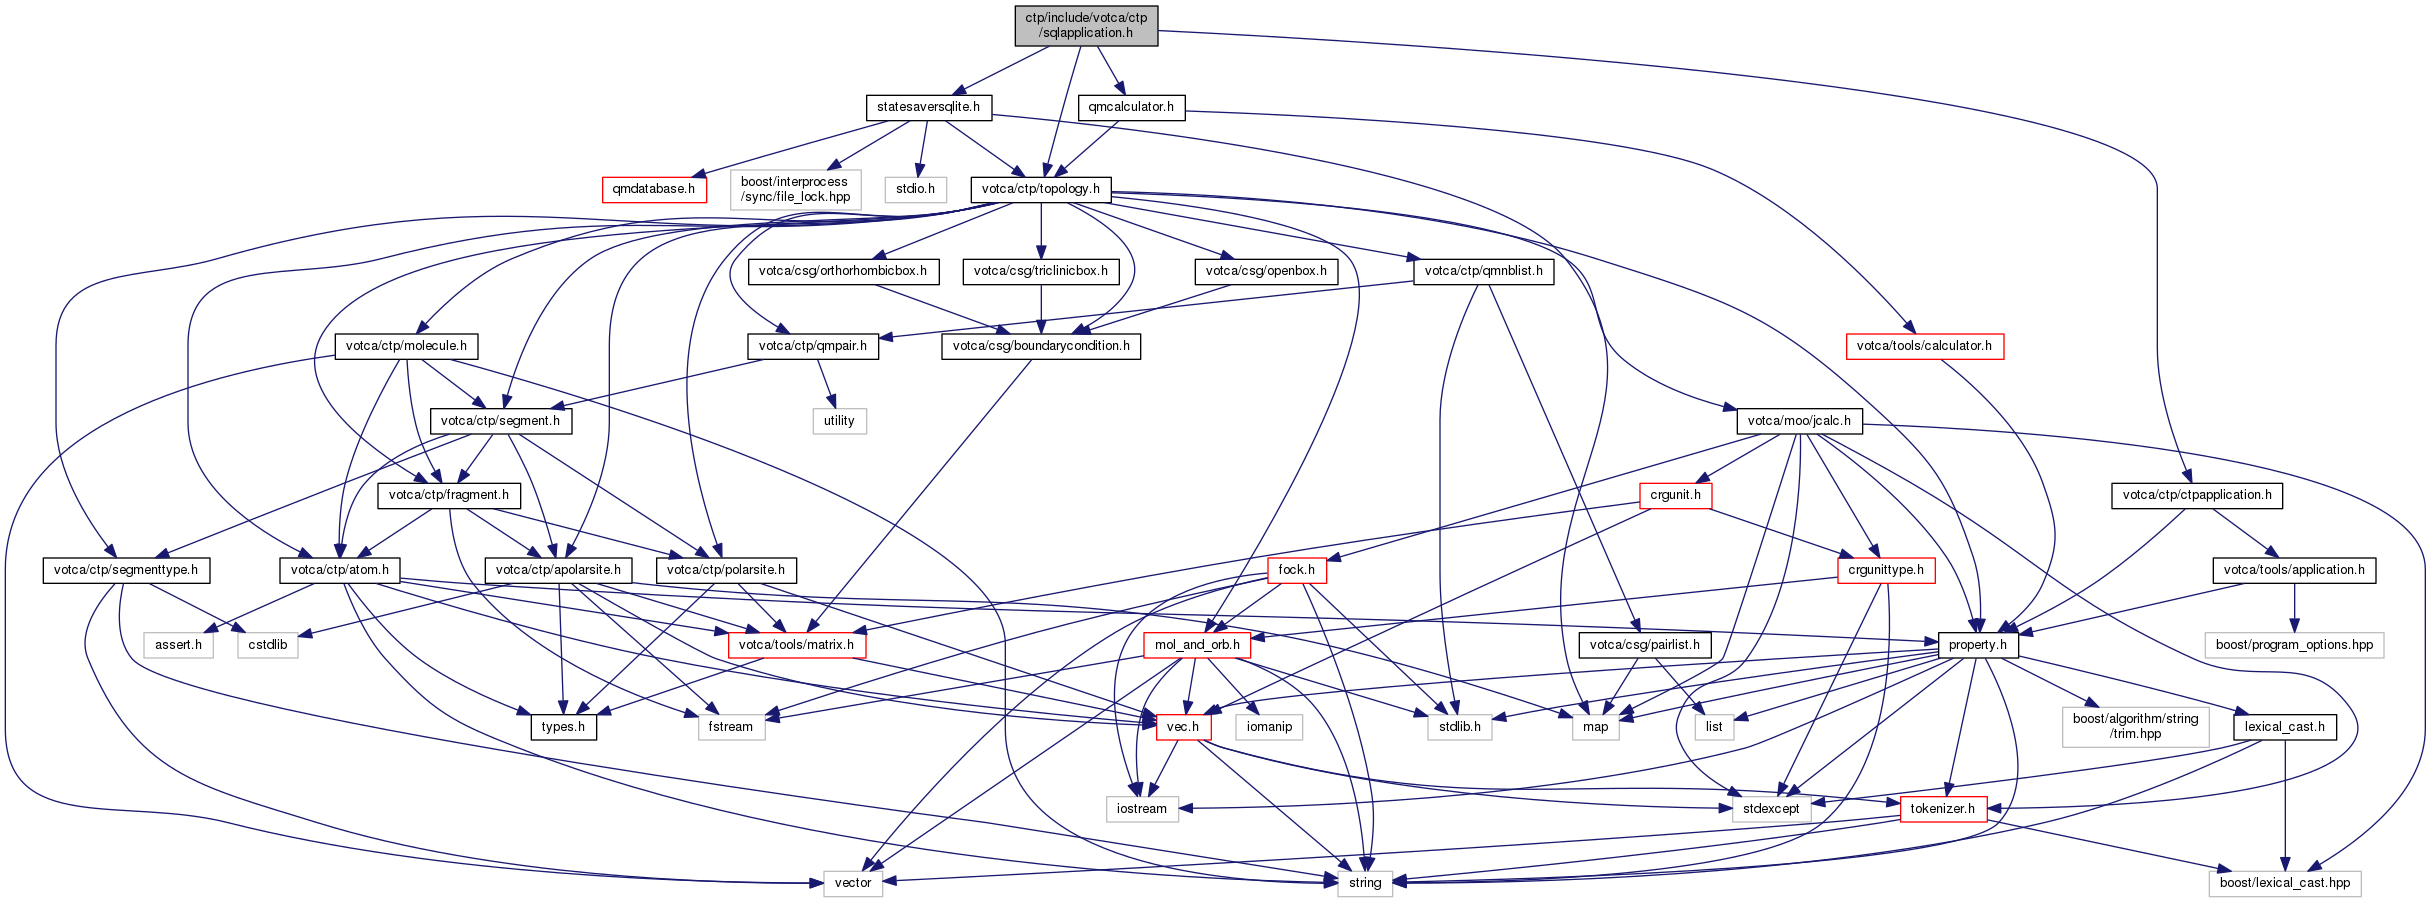 ctp/include/votca/ctp
/sqlapplication.h
statesaversqlite.h
qmcalculator.h
qmdatabase.h
boost/interprocess
/sync/file_lock.hpp
stdio.h
votca/ctp/topology.h
votca/csg/orthorhombicbox.h
votca/csg/triclinicbox.h
votca/csg/openbox.h
votca/ctp/qmnblist.h
votca/ctp/molecule.h
votca/ctp/qmpair.h
votca/csg/boundarycondition.h
votca/tools/calculator.h
votca/ctp/segment.h
utility
votca/moo/jcalc.h
votca/ctp/fragment.h
crgunit.h
votca/ctp/ctpapplication.h
votca/ctp/segmenttype.h
votca/ctp/atom.h
votca/ctp/apolarsite.h
votca/ctp/polarsite.h
fock.h
crgunittype.h
votca/tools/application.h
assert.h
cstdlib
votca/tools/matrix.h
mol_and_orb.h
votca/csg/pairlist.h
property.h
boost/program_options.hpp
types.h
fstream
vec.h
iomanip
stdlib.h
map
list
boost/algorithm/string
/trim.hpp
lexical_cast.h
iostream
stdexcept
tokenizer.h
vector
string
boost/lexical_cast.hpp